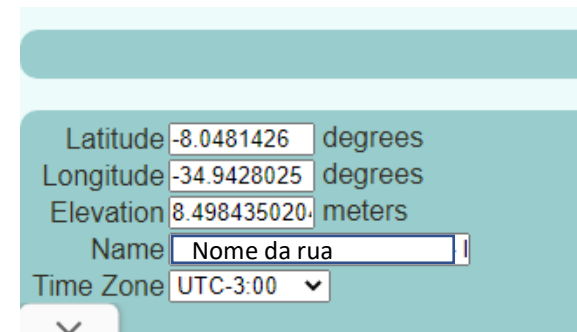 Latitude -8.0481426 degrees
Longitude -34.9428025 degrees
Elevation 8.498435020 meters
Name Nome da rua
Time Zone UTC-3:00